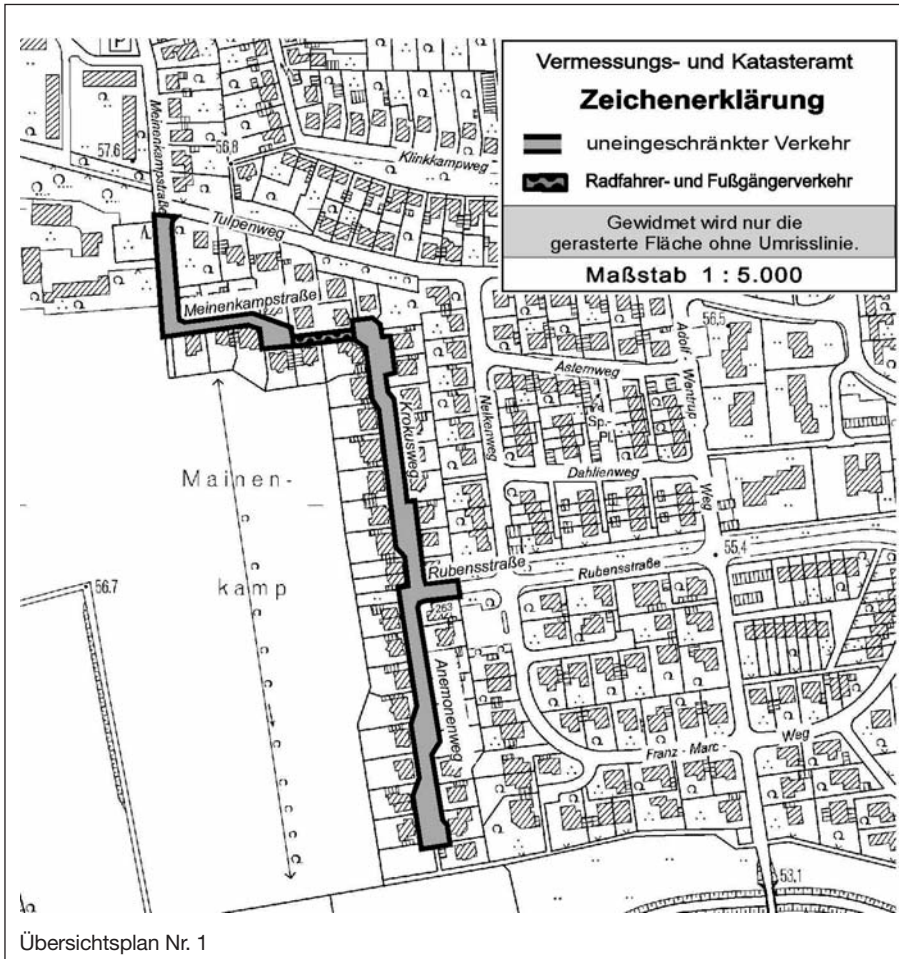 Vermessungs- und Katasteramt
Zeichenerklärung
uneingeschränkter Verkehr
Radfahrer- und Fußgängerverkehr
Gewidmet wird nur die
gerasterte Fläche ohne Umrisslinie.
Maßstab 1 : 5.000
P
Meinenkampstraße
57.6
56,8
Klinkkampweg
Tulpenweg
Meinenkampstraße
56,5
Adolf-
Wentrup-
Weg
Asternweg
Nelkenweg
Sp.-
Pl.
Krokusweg
Dahlienweg
Mainen-
kamp
Rubensstraße
Rubensstraße
55,4
56.7
263
Anemonenweg
Franz-Marc-
Weg
53,1
Übersichtsplan Nr. 1